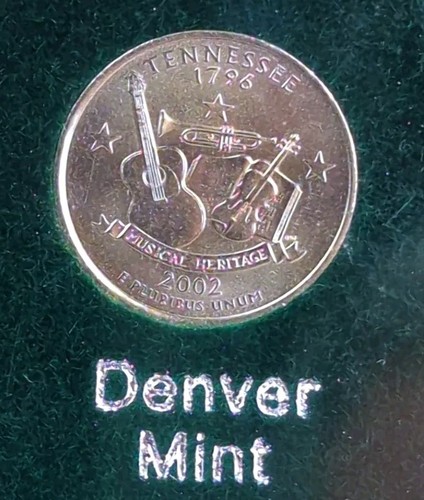 TENNESSEE
1796
MUSICAL HERITAGE
2002
E PLURIBUS UNUM
Denver
Mint